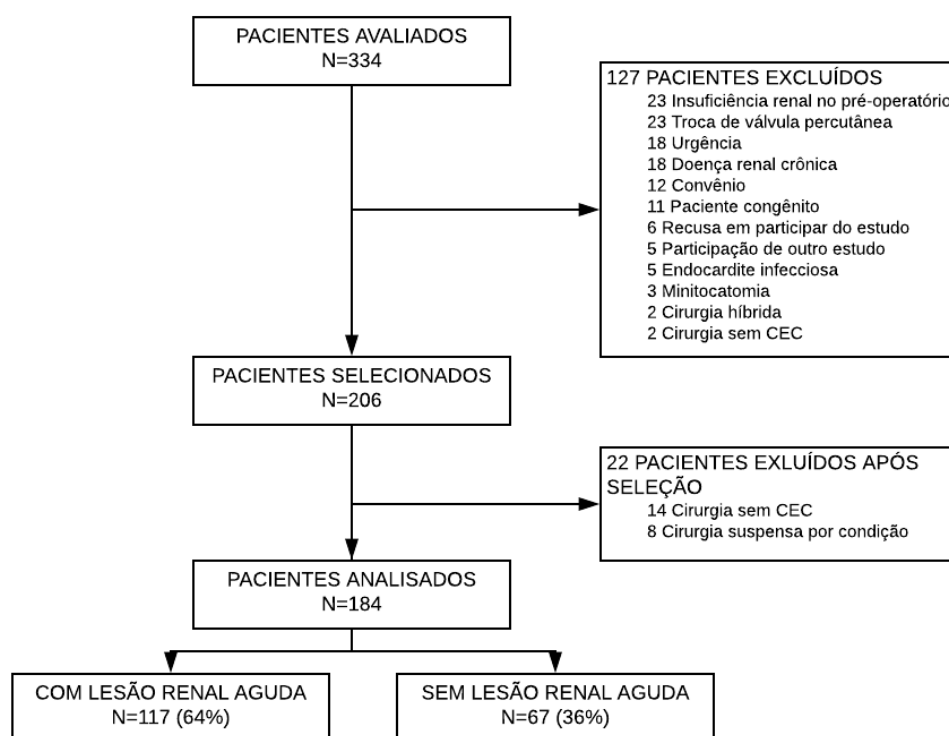 PACIENTES AVALIADOS
N=334
127 PACIENTES EXCLUÍDOS
23 Insuficiência renal no pré-operatório
23 Troca de válvula percutânea
18 Urgência
18 Doença renal crônica
12 Convênio
11 Paciente congênito
6 Recusa em participar do estudo
5 Participação de outro estudo
5 Endocardite infecciosa
3 Minitocatomia
2 Cirurgia híbrida
2 Cirurgia sem CEC
PACIENTES SELECIONADOS
N=206
22 PACIENTES EXLUÍDOS APÓS
SELEÇÃO
14 Cirurgia sem CEC
8 Cirurgia suspensa por condição
PACIENTES ANALISADOS
N=184
COM LESÃO RENAL AGUDA
N=117 (64%)
SEM LESÃO RENAL AGUDA
N=67 (36%)